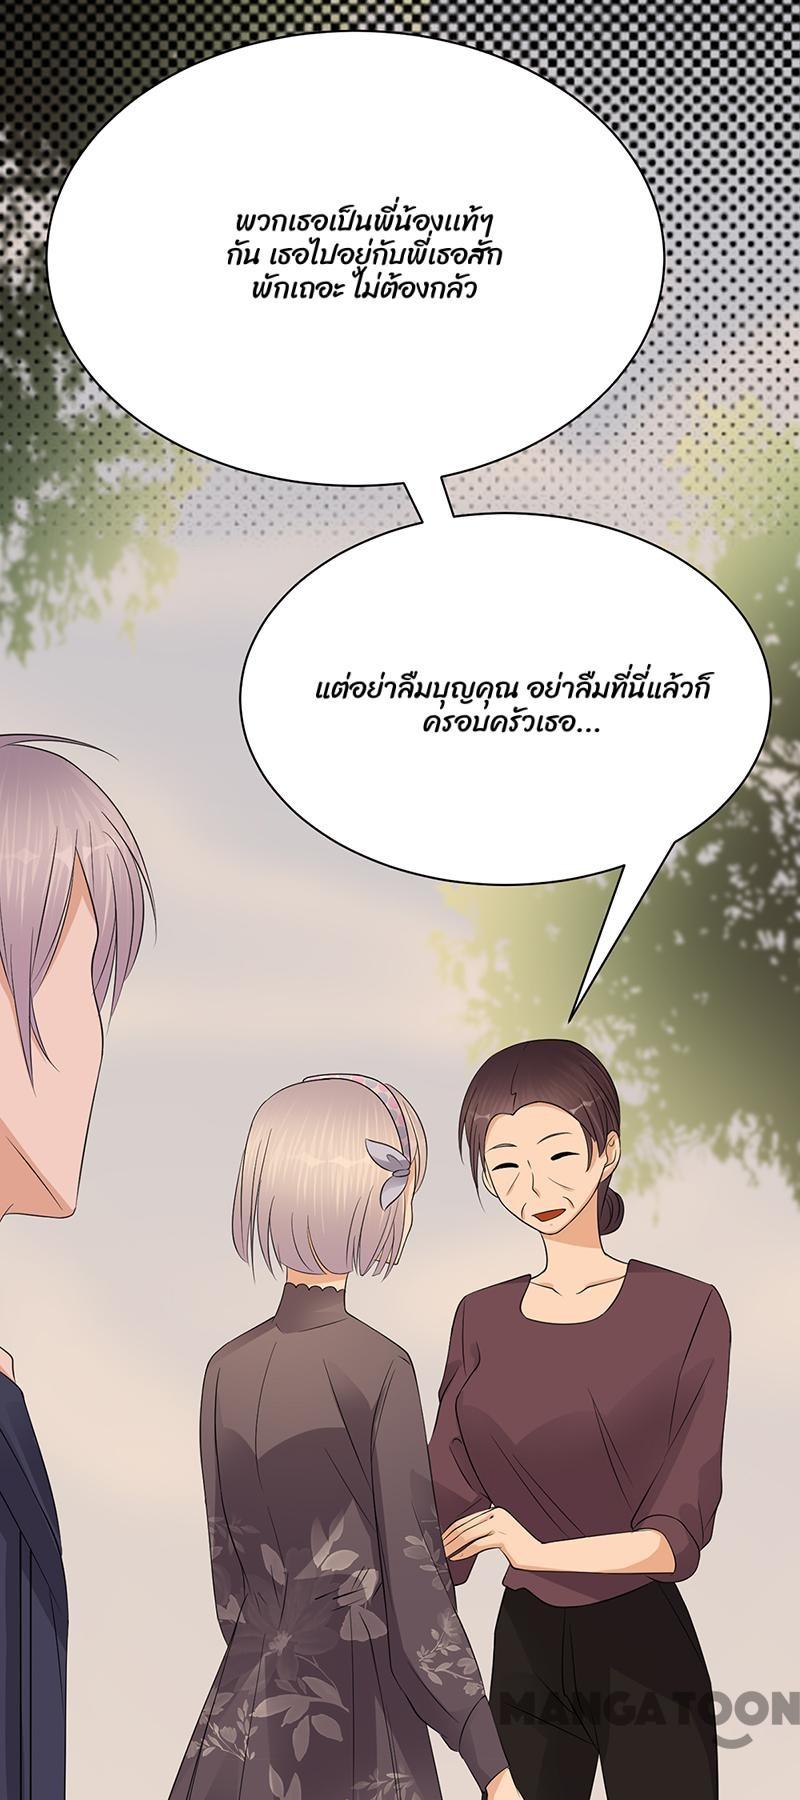 พวกเธอเป็นพี่น้องแท้ๆ
กัน เธอไปอยู่กับพี่เธอสัก
พักเถอะ ไม่ต้องกลัว
แต่อย่าลืมบุญคุณ อย่าลืมที่นี่แล้วก็
ครอบครัวเธอ...
MANGATOON